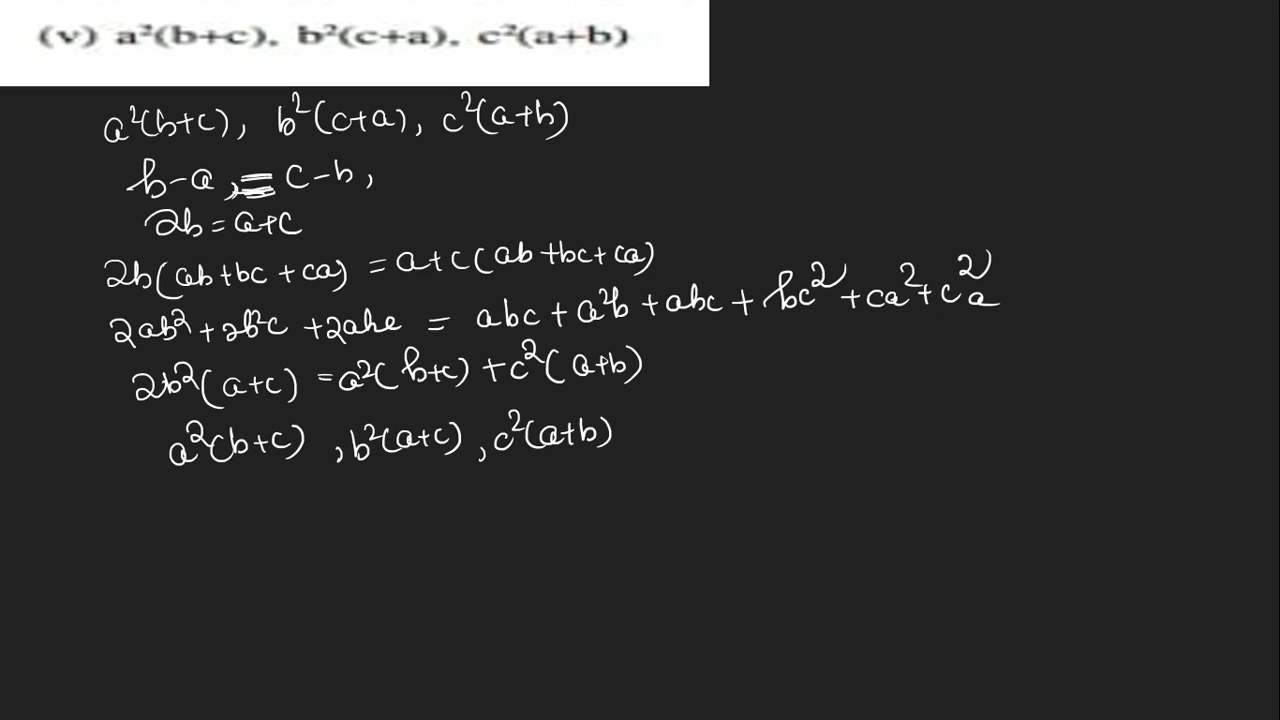 (v) a²(b+c), b²(c+a), c²(a+b)
a²(b+c), b²(c+a), c²(a+b)
b-a, = c-b,
2b = a+c
2b(ab+bc+ca) = a+c(ab+bc+ca)
2ab²+2b²c+2abc = abc+a²b+abc+bc²+ca²+c²a
2b²(a+c) = a²(b+c)+c²(a+b)
a²(b+c), b²(a+c), c²(a+b)